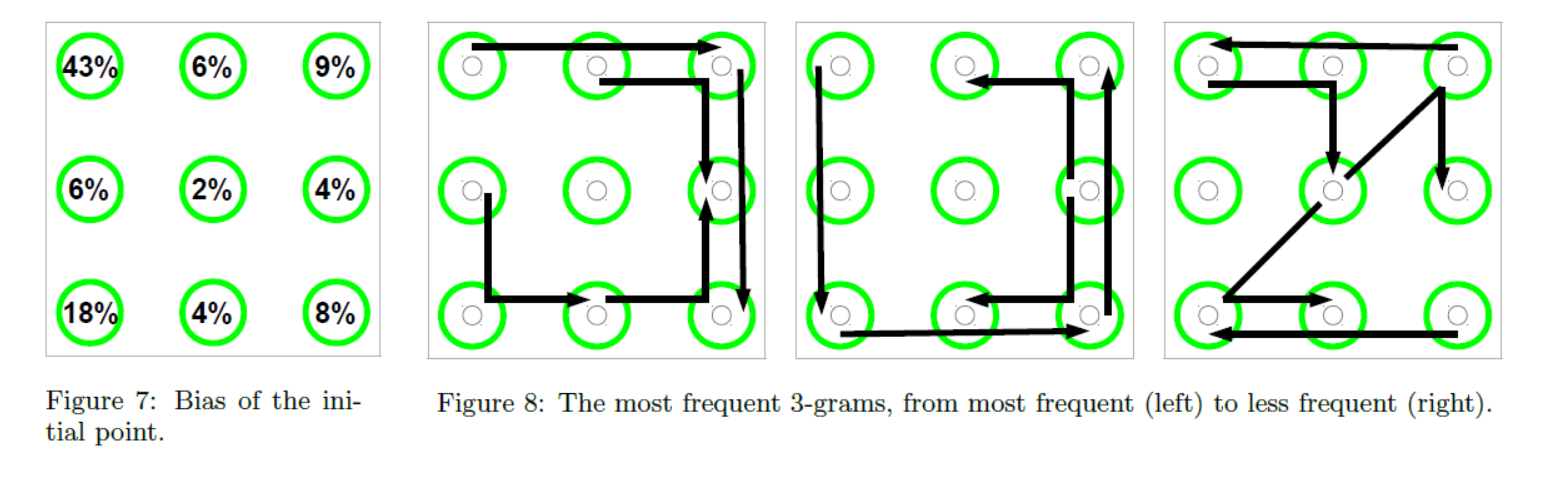 43% 6% 9%
6% 2% 4%
18% 4% 8%
Figure 7: Bias of the ini-
tial point.
Figure 8: The most frequent 3-grams, from most frequent (left) to less frequent (right).